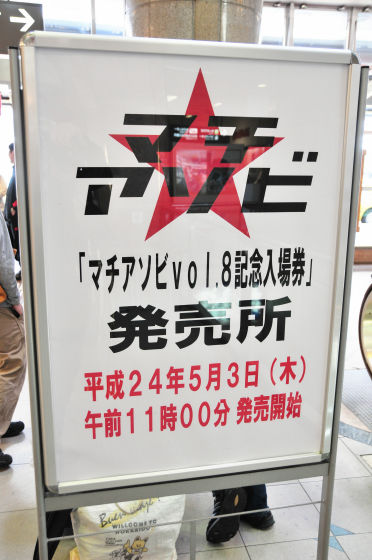 マチ
アソビ
「マチアソビvol.8記念入場券」
発売所
平成24年5月3日(木)
午前11時00分 発売開始
WILLCOM